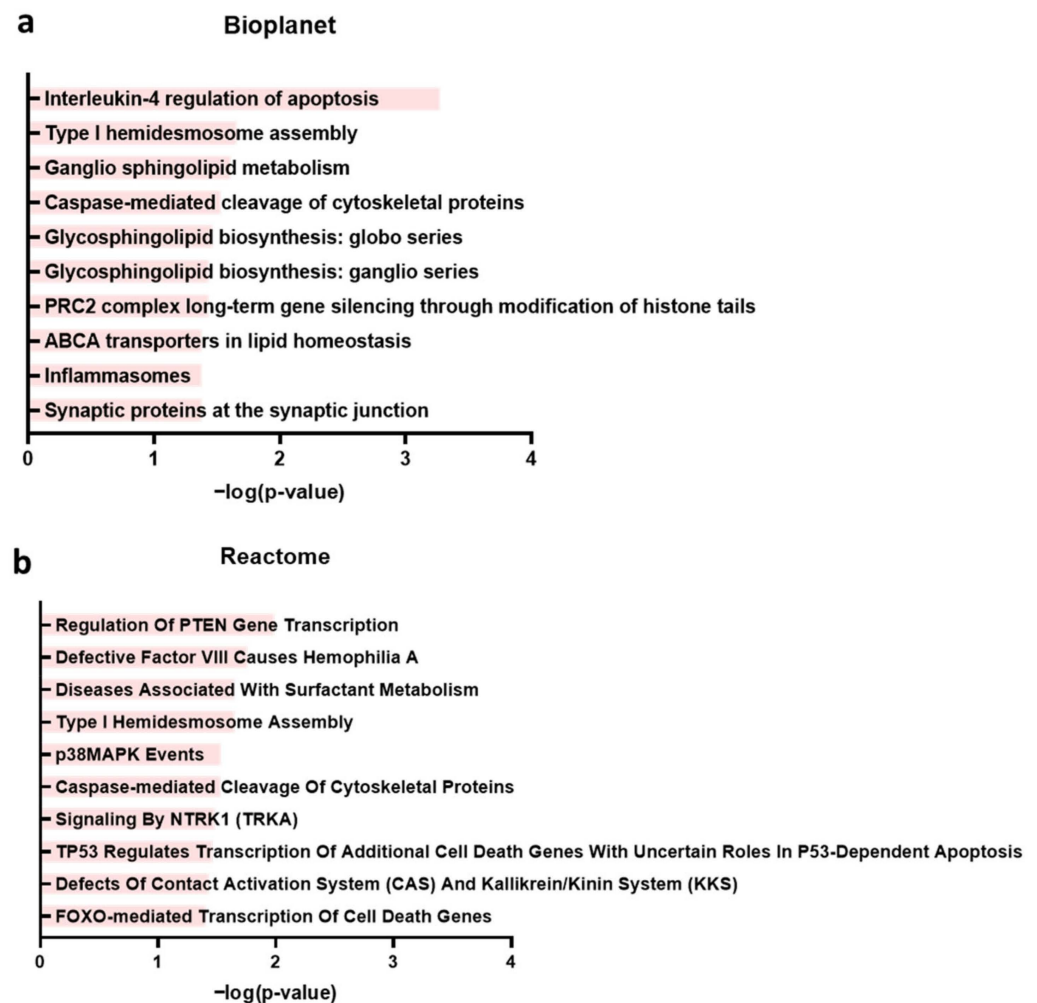 a
Bioplanet
Interleukin-4 regulation of apoptosis
Type I hemidesmosome assembly
Ganglio sphingolipid metabolism
Caspase-mediated cleavage of cytoskeletal proteins
Glycosphingolipid biosynthesis: globo series
Glycosphingolipid biosynthesis: ganglio series
PRC2 complex long-term gene silencing through modification of histone tails
ABCA transporters in lipid homeostasis
Inflammasomes
Synaptic proteins at the synaptic junction
0 1 2 3 4
−log(p-value)
b
Reactome
Regulation Of PTEN Gene Transcription
Defective Factor VIII Causes Hemophilia A
Diseases Associated With Surfactant Metabolism
Type I Hemidesmosome Assembly
p38MAPK Events
Caspase-mediated Cleavage Of Cytoskeletal Proteins
Signaling By NTRK1 (TRKA)
TP53 Regulates Transcription Of Additional Cell Death Genes With Uncertain Roles In P53-Dependent Apoptosis
Defects Of Contact Activation System (CAS) And Kallikrein/Kinin System (KKS)
FOXO-mediated Transcription Of Cell Death Genes
0 1 2 3 4
−log(p-value)